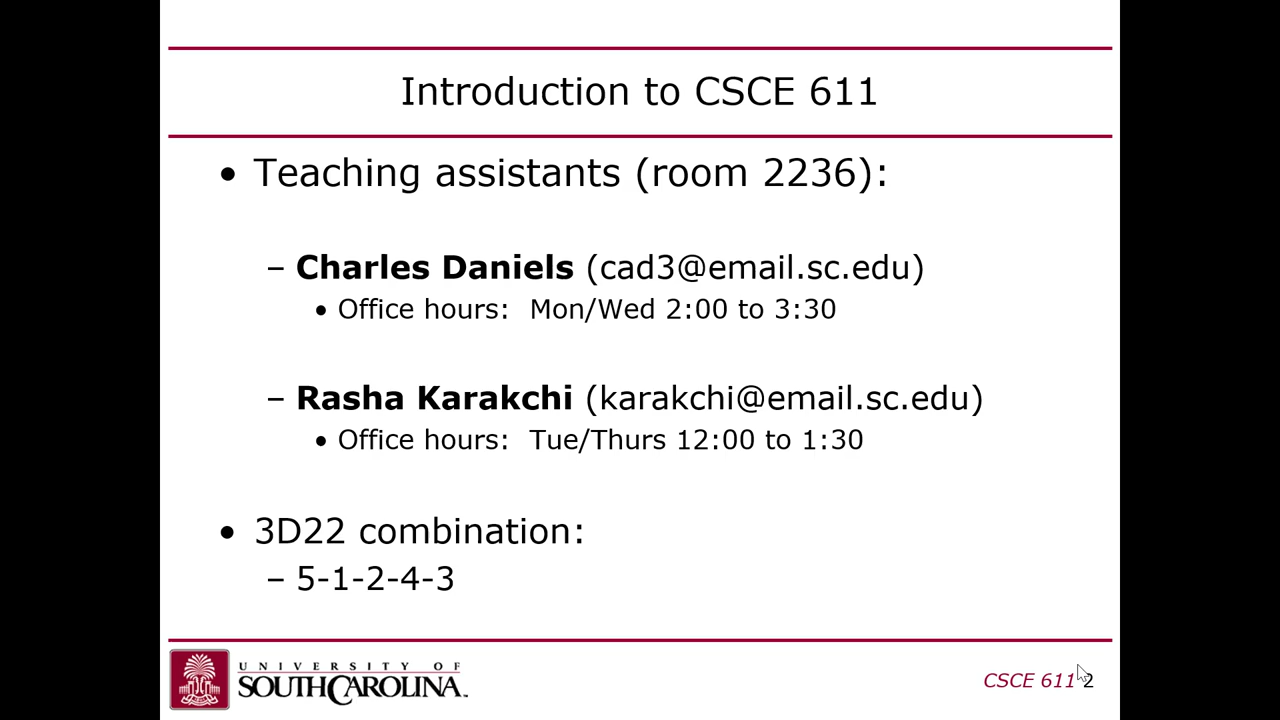 Introduction to CSCE 611
• Teaching assistants (room 2236):
– Charles Daniels (cad3@email.sc.edu)
• Office hours: Mon/Wed 2:00 to 3:30
– Rasha Karakchi (karakchi@email.sc.edu)
• Office hours: Tue/Thurs 12:00 to 1:30
• 3D22 combination:
– 5-1-2-4-3
UNIVERSITY OF
SOUTH CAROLINA™
CSCE 611 2